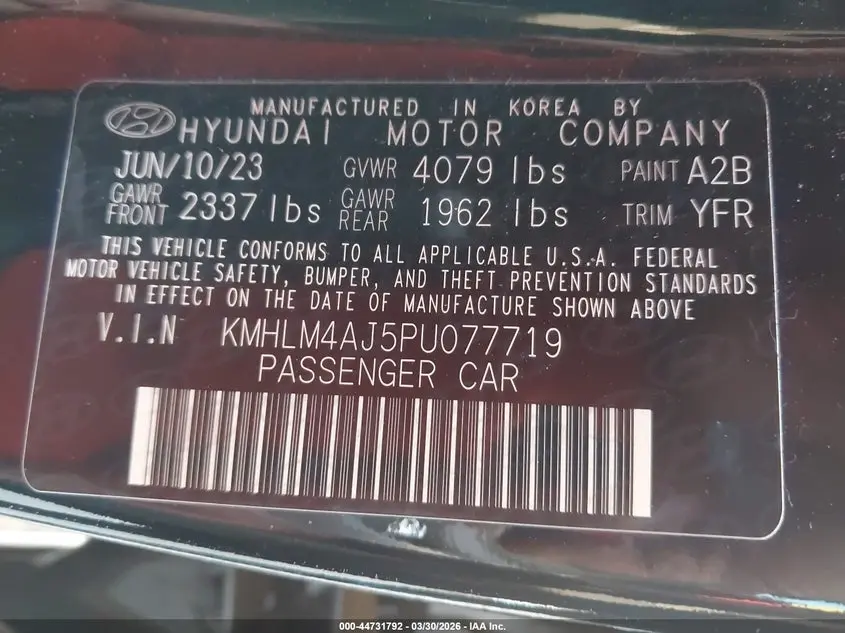 MANUFACTURED IN KOREA BY
HYUNDAI MOTOR COMPANY
JUN/10/23 GVWR 4079 lbs PAINT A2B
GAWR FRONT 2337 lbs GAWR REAR 1962 lbs TRIM YFR
THIS VEHICLE CONFORMS TO ALL APPLICABLE U.S.A. FEDERAL
MOTOR VEHICLE SAFETY, BUMPER, AND THEFT PREVENTION STANDARDS
IN EFFECT ON THE DATE OF MANUFACTURE SHOWN ABOVE
V.I.N KMHLM4AJ5PU077719
PASSENGER CAR
000-44731792 - 03/30/2026 - IAA Inc.